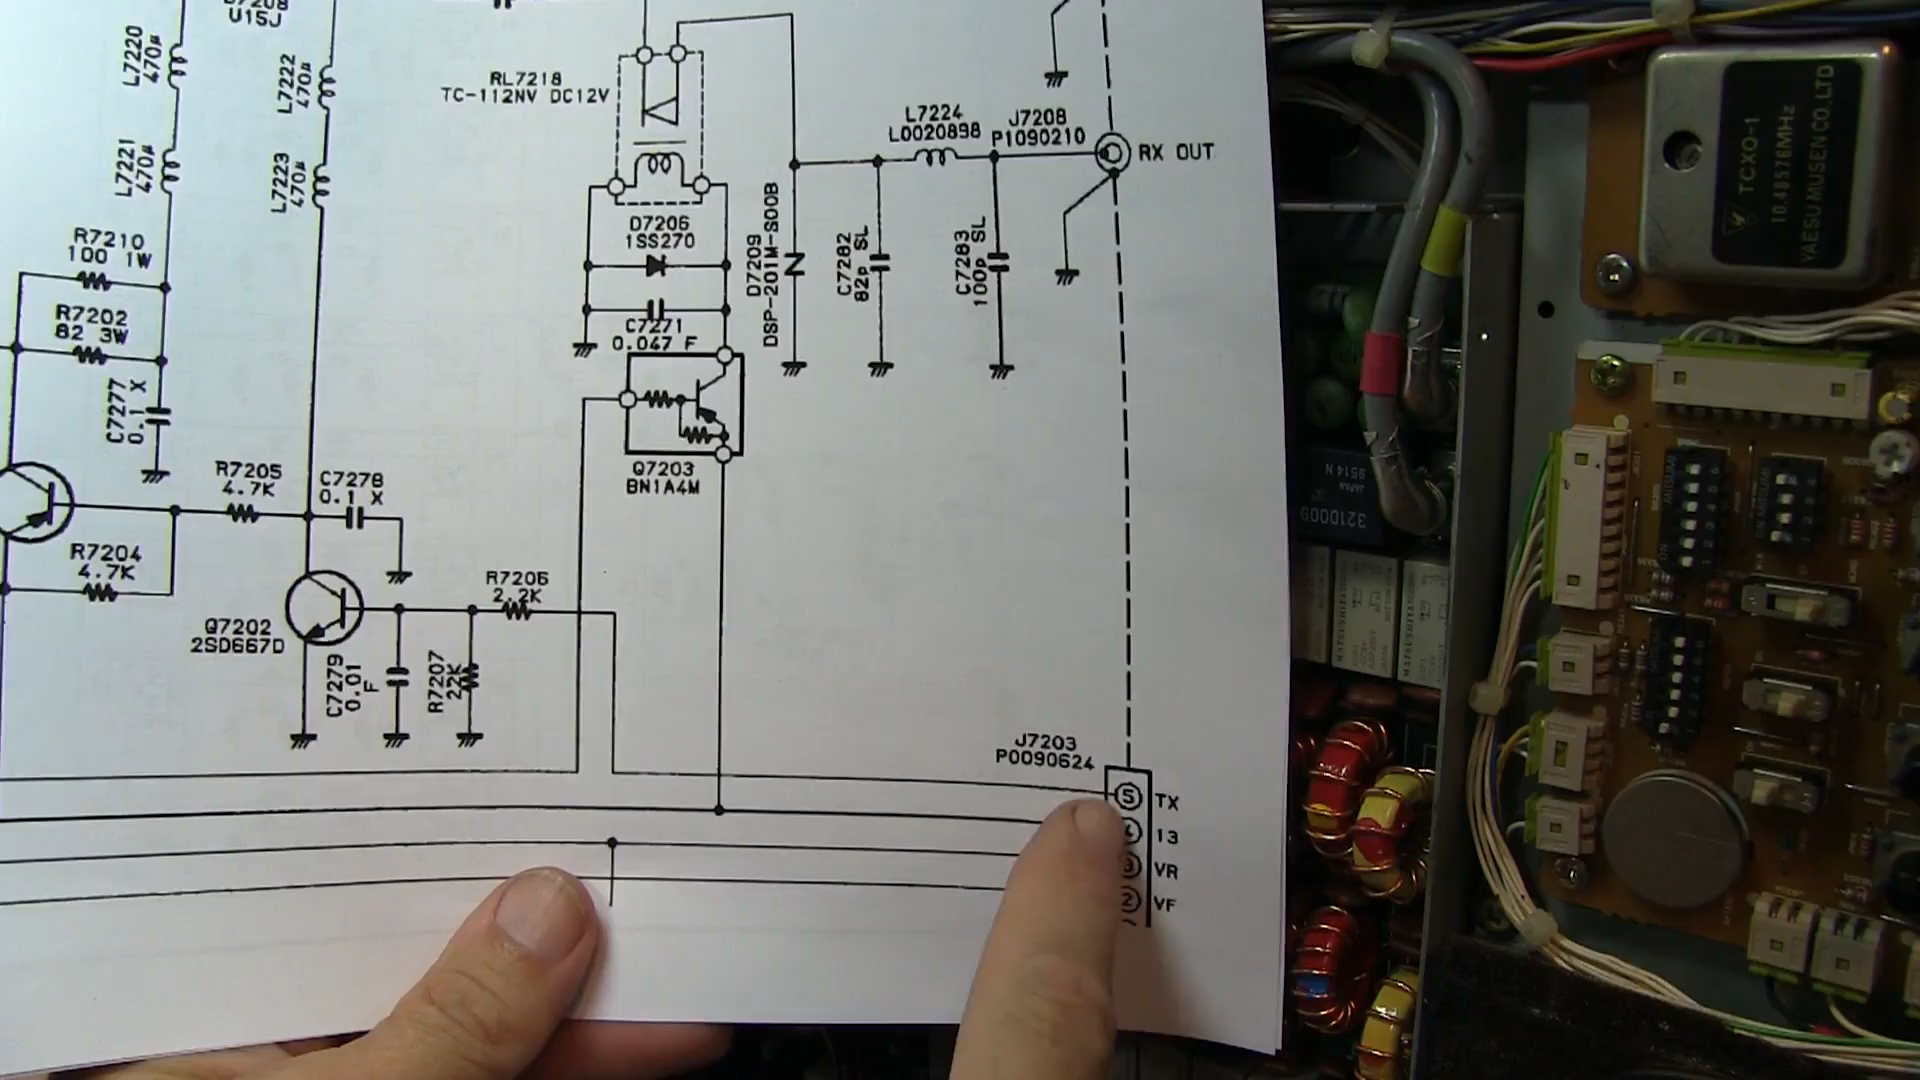 U15J
L7220
470µ
L7222
470µ
L7221
470µ
L7223
470µ
RL7218
TC-112NV DC12V
L7224
L0020898
J7208
P1090210
RX OUT
R7210
100 1W
R7202
82 3W
C7277
0.1 X
D7206
1SS270
C7271
0.047 F
D7209
DSP-201M-S00B
C7282
82p SL
C7283
100p SL
Q7203
BN1A4M
R7205
4.7K
C7278
0.1 X
R7204
4.7K
R7206
2.2K
Q7202
2SD667D
C7279
0.01
F
R7207
22K
J7203
P0090624
5 TX
13
VR
2 VF
TCXO-1
10.48576MHz
YAESU MUSEN CO.,LTD
JAPAN
9514 N
3210009